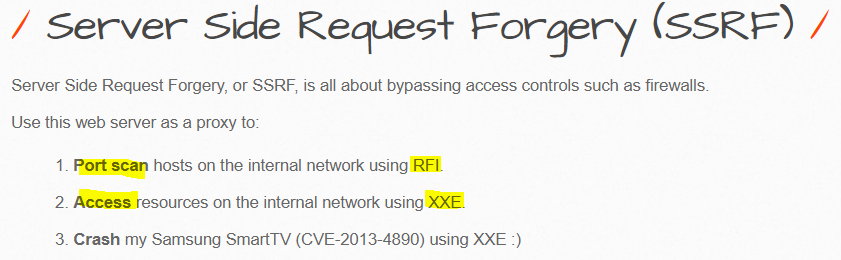 / Server Side Request Forgery (SSRF) /
Server Side Request Forgery, or SSRF, is all about bypassing access controls such as firewalls.
Use this web server as a proxy to:
1. Port scan hosts on the internal network using RFI.
2. Access resources on the internal network using XXE.
3. Crash my Samsung SmartTV (CVE-2013-4890) using XXE :)